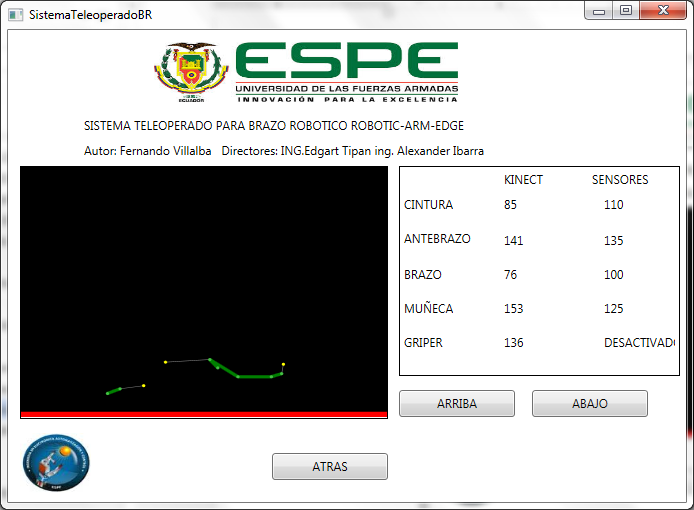 SistemaTeleoperadoBR
ESPE
UNIVERSIDAD DE LAS FUERZAS ARMADAS
INNOVACIÓN PARA LA EXCELENCIA
ECUADOR
SISTEMA TELEOPERADO PARA BRAZO ROBOTICO ROBOTIC-ARM-EDGE
Autor: Fernando Villalba Directores: ING.Edgart Tipan ing. Alexander Ibarra
KINECT SENSORES
CINTURA 85 110
ANTEBRAZO 141 135
BRAZO 76 100
MUÑECA 153 125
GRIPER 136 DESACTIVADO
ARRIBA ABAJO
ATRAS